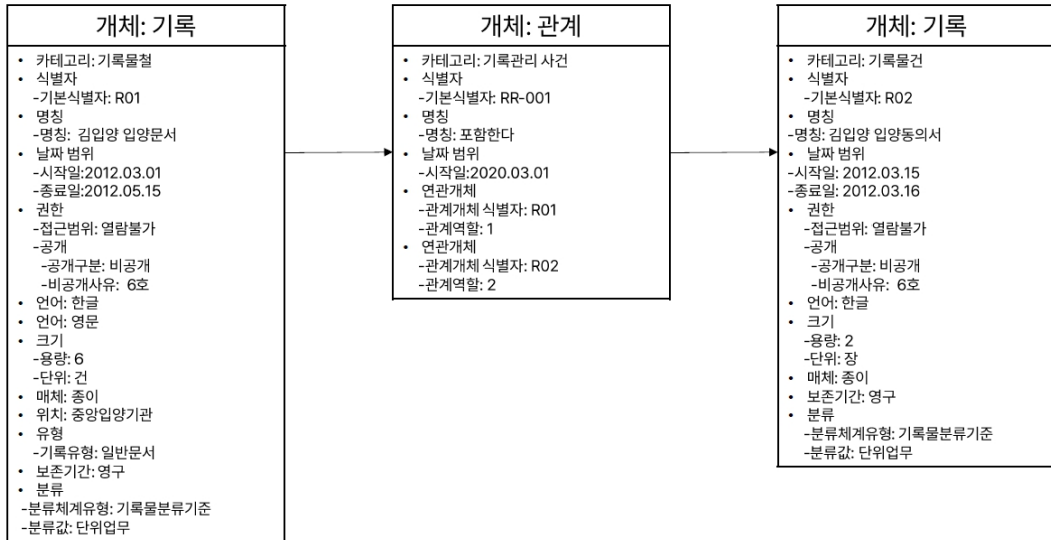 개체: 기록
• 카테고리: 기록물철
• 식별자
-기본식별자: R01
• 명칭
-명칭: 김입양 입양문서
• 날짜 범위
-시작일:2012.03.01
-종료일:2012.05.15
• 권한
-접근범위: 열람불가
-공개
-공개구분: 비공개
-비공개사유: 6호
• 언어: 한글
• 언어: 영문
• 크기
-용량: 6
-단위: 건
• 매체: 종이
• 위치: 중앙입양기관
• 유형
-기록유형: 일반문서
• 보존기간: 영구
• 분류
-분류체계유형: 기록물분류기준
-분류값: 단위업무
개체: 관계
• 카테고리: 기록관리 사건
• 식별자
-기본식별자: RR-001
• 명칭
-명칭: 포함한다
• 날짜 범위
-시작일:2020.03.01
• 연관개체
-관계개체 식별자: R01
-관계역할: 1
• 연관개체
-관계개체 식별자: R02
-관계역할: 2
개체: 기록
• 카테고리: 기록물건
• 식별자
-기본식별자: R02
• 명칭
-명칭: 김입양 입양동의서
• 날짜 범위
-시작일: 2012.03.15
-종료일: 2012.03.16
• 권한
-접근범위: 열람불가
-공개
-공개구분: 비공개
-비공개사유: 6호
• 언어: 한글
• 크기
-용량: 2
-단위: 장
• 매체: 종이
• 보존기간: 영구
• 분류
-분류체계유형: 기록물분류기준
-분류값: 단위업무